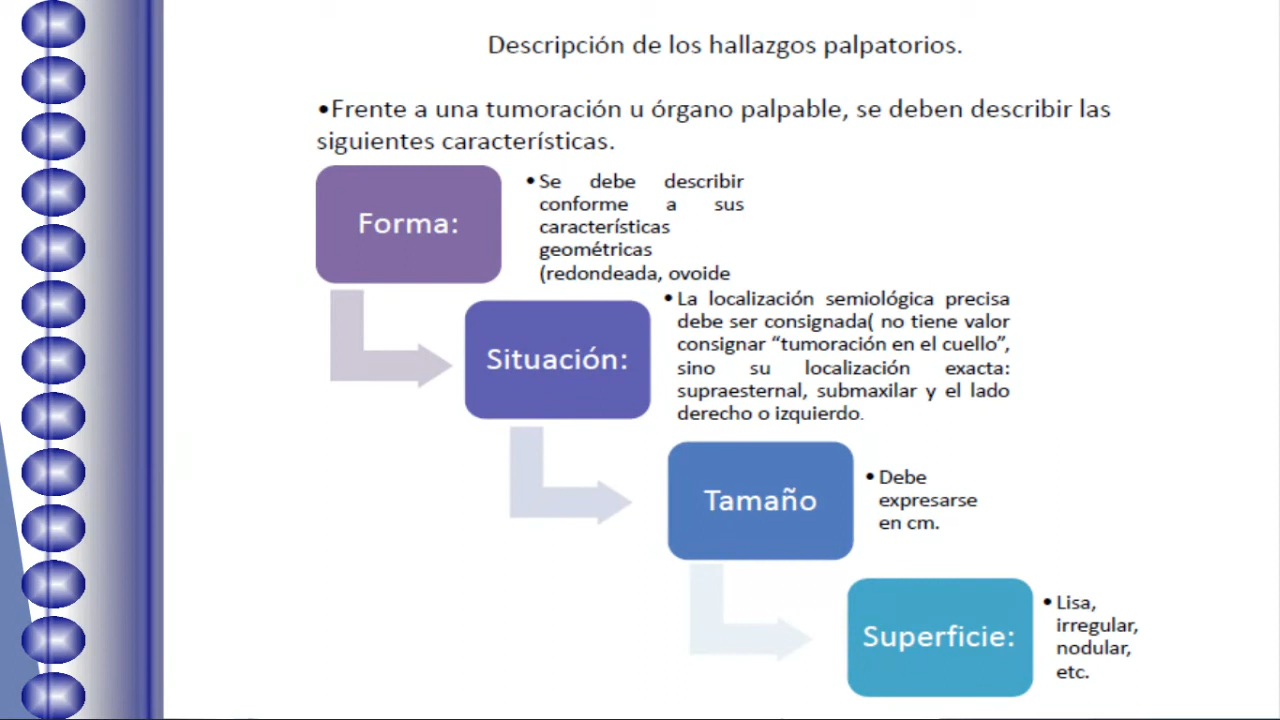 Descripción de los hallazgos palpatorios.
•Frente a una tumoración u órgano palpable, se deben describir las
siguientes características.
Forma:
• Se debe describir
conforme a sus
características
geométricas
(redondeada, ovoide
Situación:
• La localización semiológica precisa
debe ser consignada( no tiene valor
consignar “tumoración en el cuello”,
sino su localización exacta:
supraesternal, submaxilar y el lado
derecho o izquierdo.
Tamaño
• Debe
expresarse
en cm.
Superficie:
• Lisa,
irregular,
nodular,
etc.